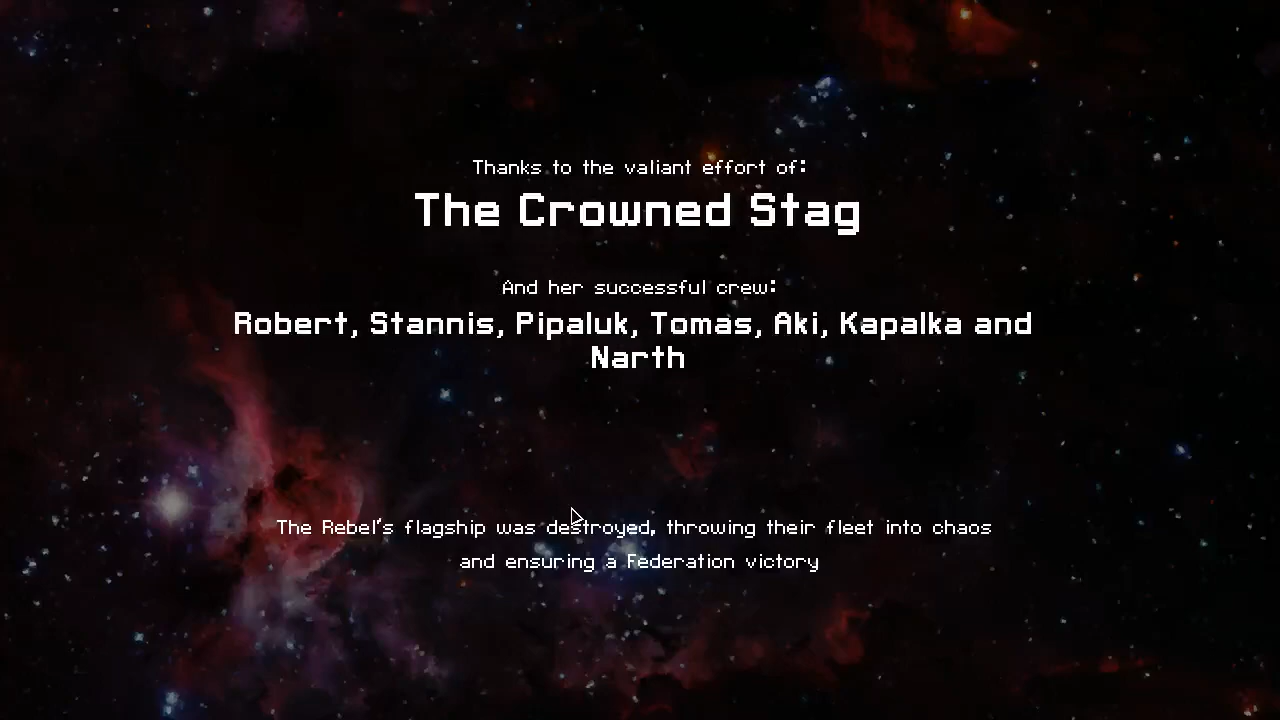 Thanks to the valiant effort of:
The Crowned Stag
And her successful crew:
Robert, Stannis, Pipaluk, Tomas, Aki, Kapalka and
Narth
The Rebel's flagship was destroyed, throwing their fleet into chaos
and ensuring a Federation victory